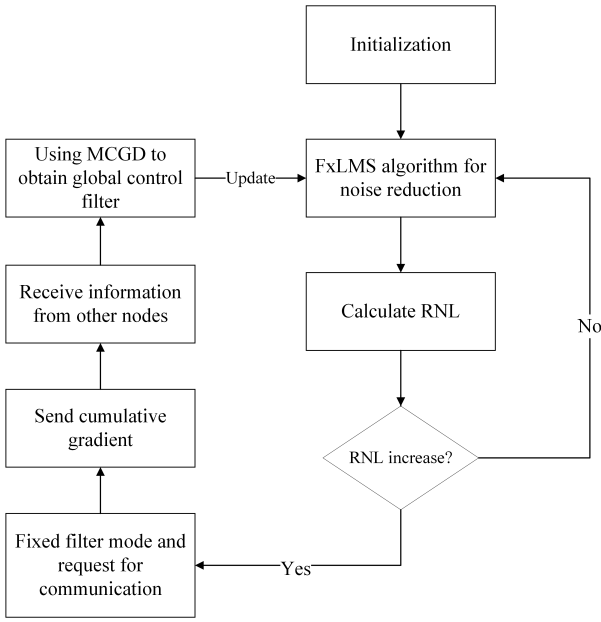 Initialization
Using MCGD to
obtain global control
filter
Update
FxLMS algorithm for
noise reduction
Receive information
from other nodes
Calculate RNL
No
Send cumulative
gradient
RNL increase?
Fixed filter mode and
request for
communication
Yes